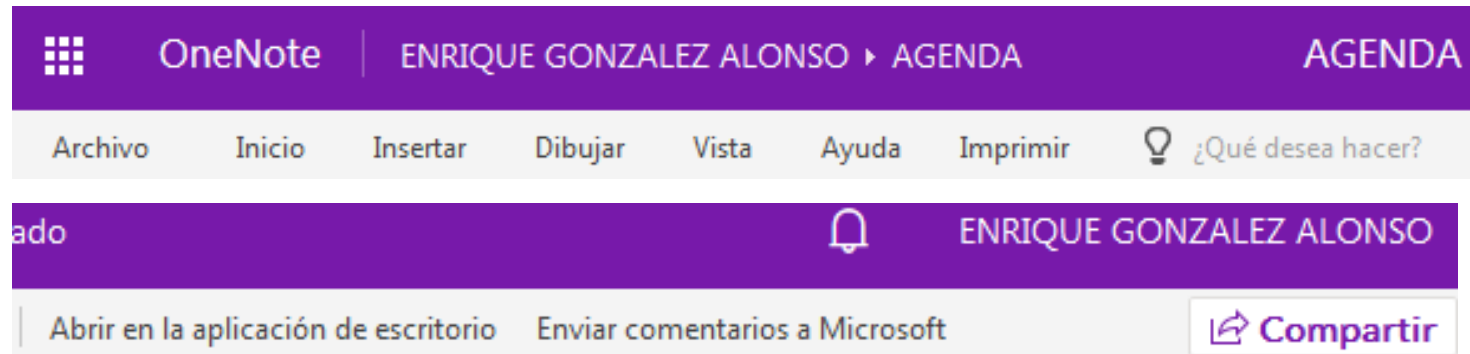 OneNote ENRIQUE GONZALEZ ALONSO ▸ AGENDA AGENDA
Archivo Inicio Insertar Dibujar Vista Ayuda Imprimir ¿Qué desea hacer?
ado ENRIQUE GONZALEZ ALONSO
Abrir en la aplicación de escritorio Enviar comentarios a Microsoft Compartir